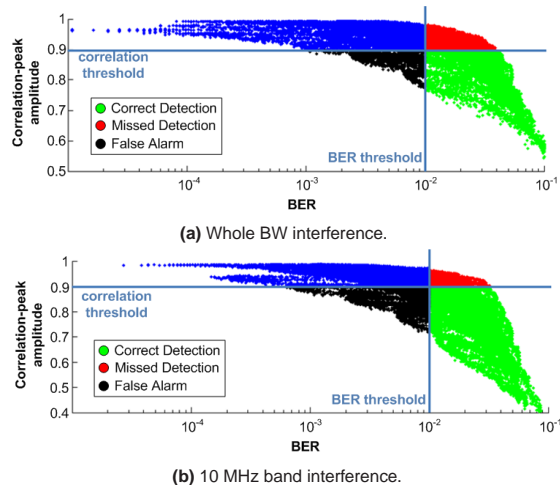 1
0.9
0.8
0.7
0.6
0.5
Correlation-peak
amplitude
correlation
threshold
Correct Detection
Missed Detection
False Alarm
BER threshold
10-4
10-3
10-2
10-1
BER
(a) Whole BW interference.
1
0.9
0.8
0.7
0.6
0.5
0.4
Correlation-peak
amplitude
correlation
threshold
Correct Detection
Missed Detection
False Alarm
BER threshold
10-4
10-3
10-2
10-1
BER
(b) 10 MHz band interference.